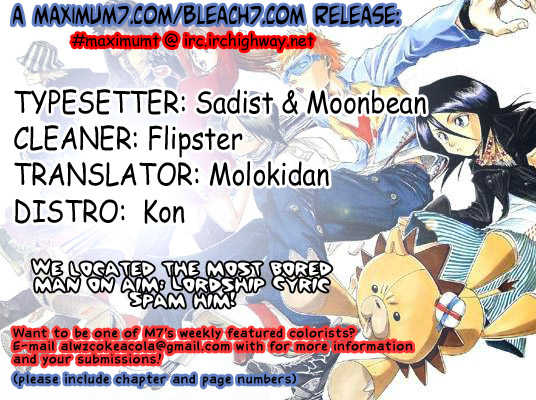 A MAXIMUM7.COM/BLEACH7.COM RELEASE:
#maximum7 @ irc.irchighway.net
TYPESETTER: Sadist & Moonbean
CLEANER: Flipster
TRANSLATOR: Molokidan
DISTRO: Kon
WE LOCATED THE MOST BORED
MAN ON AIM: LORDSHIP CYRIC
SPAM HIM!
Want to be one of M7's weekly featured colorists?
E-mail alwzcokeacola@gmail.com with for more information
and your submissions!
(please include chapter and page numbers)